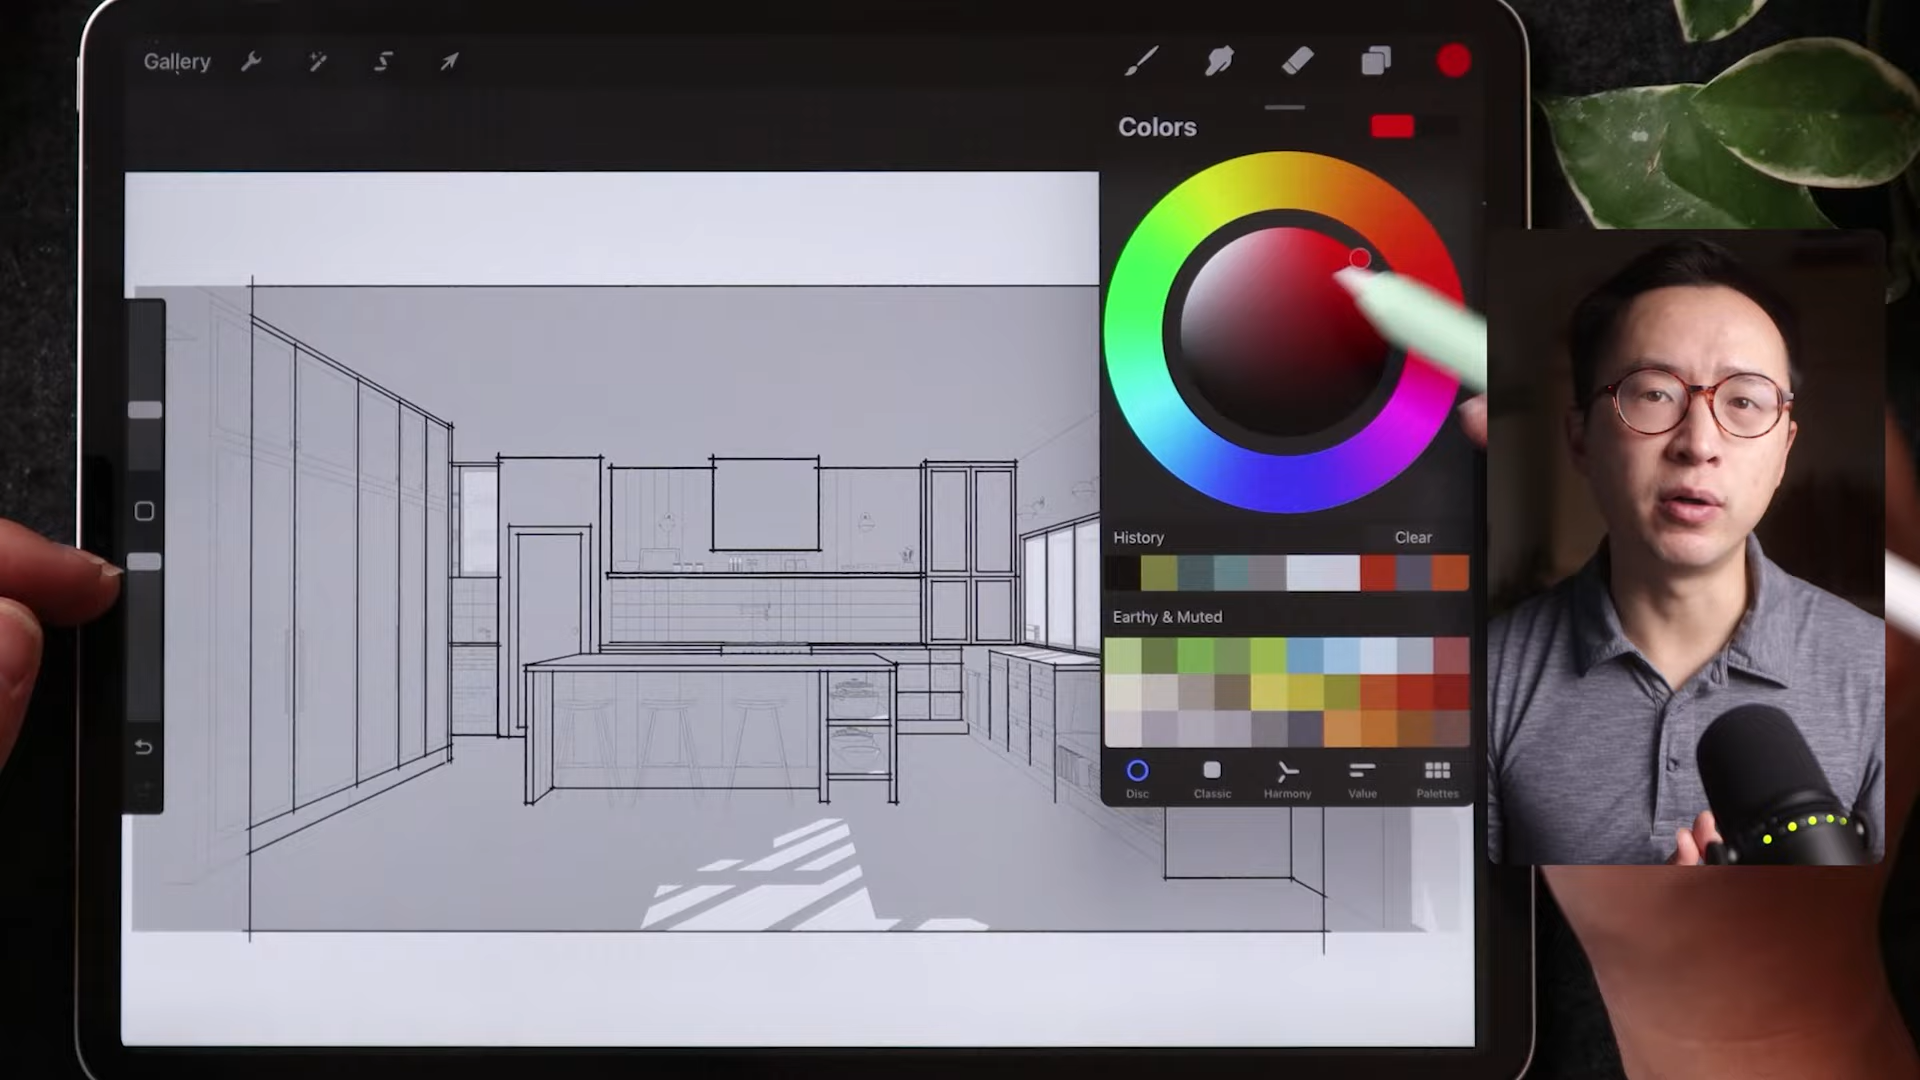 Gallery
Colors
History Clear
Earthy & Muted
Disc Classic Harmony Value Palettes